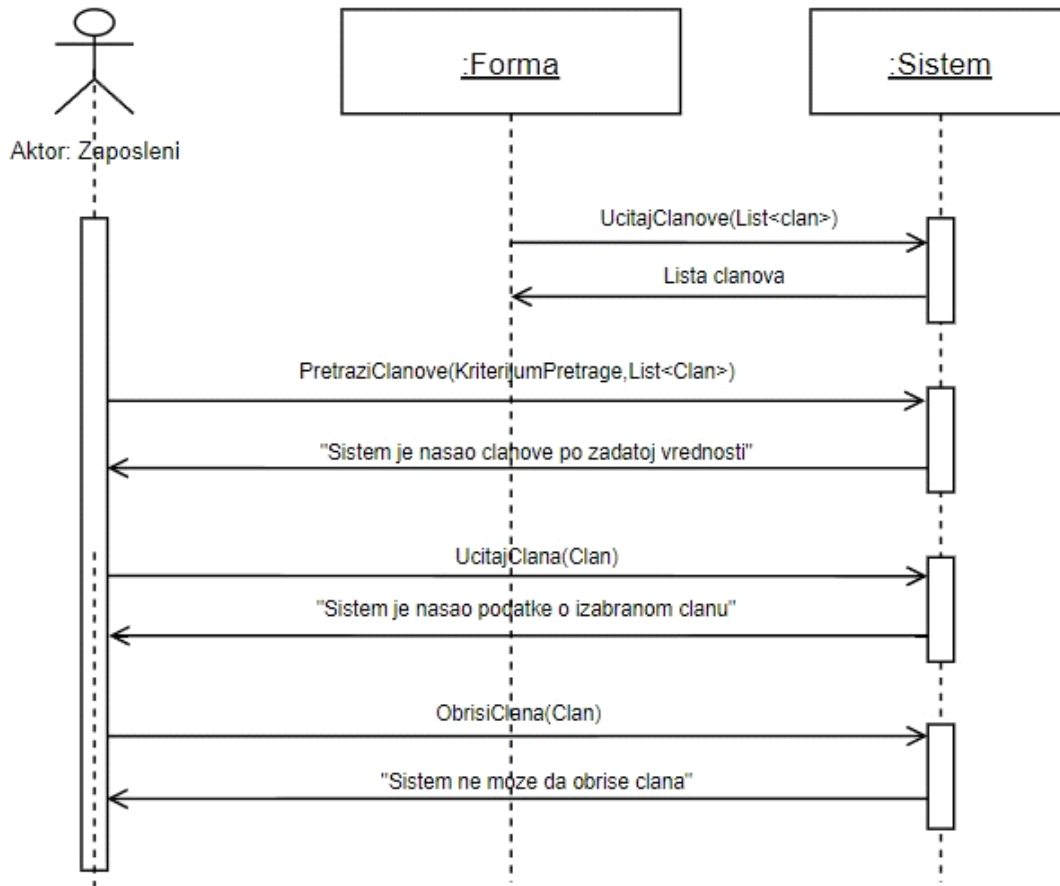 :Forma
:Sistem
Aktor: Zaposleni
UcitajClanove(List<clan>)
Lista clanova
PretraziClanove(KriterijumPretrage,List<Clan>)
"Sistem je nasao clanove po zadatoj vrednosti"
UcitajClana(Clan)
"Sistem je nasao podatke o izabranom clanu"
ObrisiClana(Clan)
"Sistem ne moze da obrise clana"